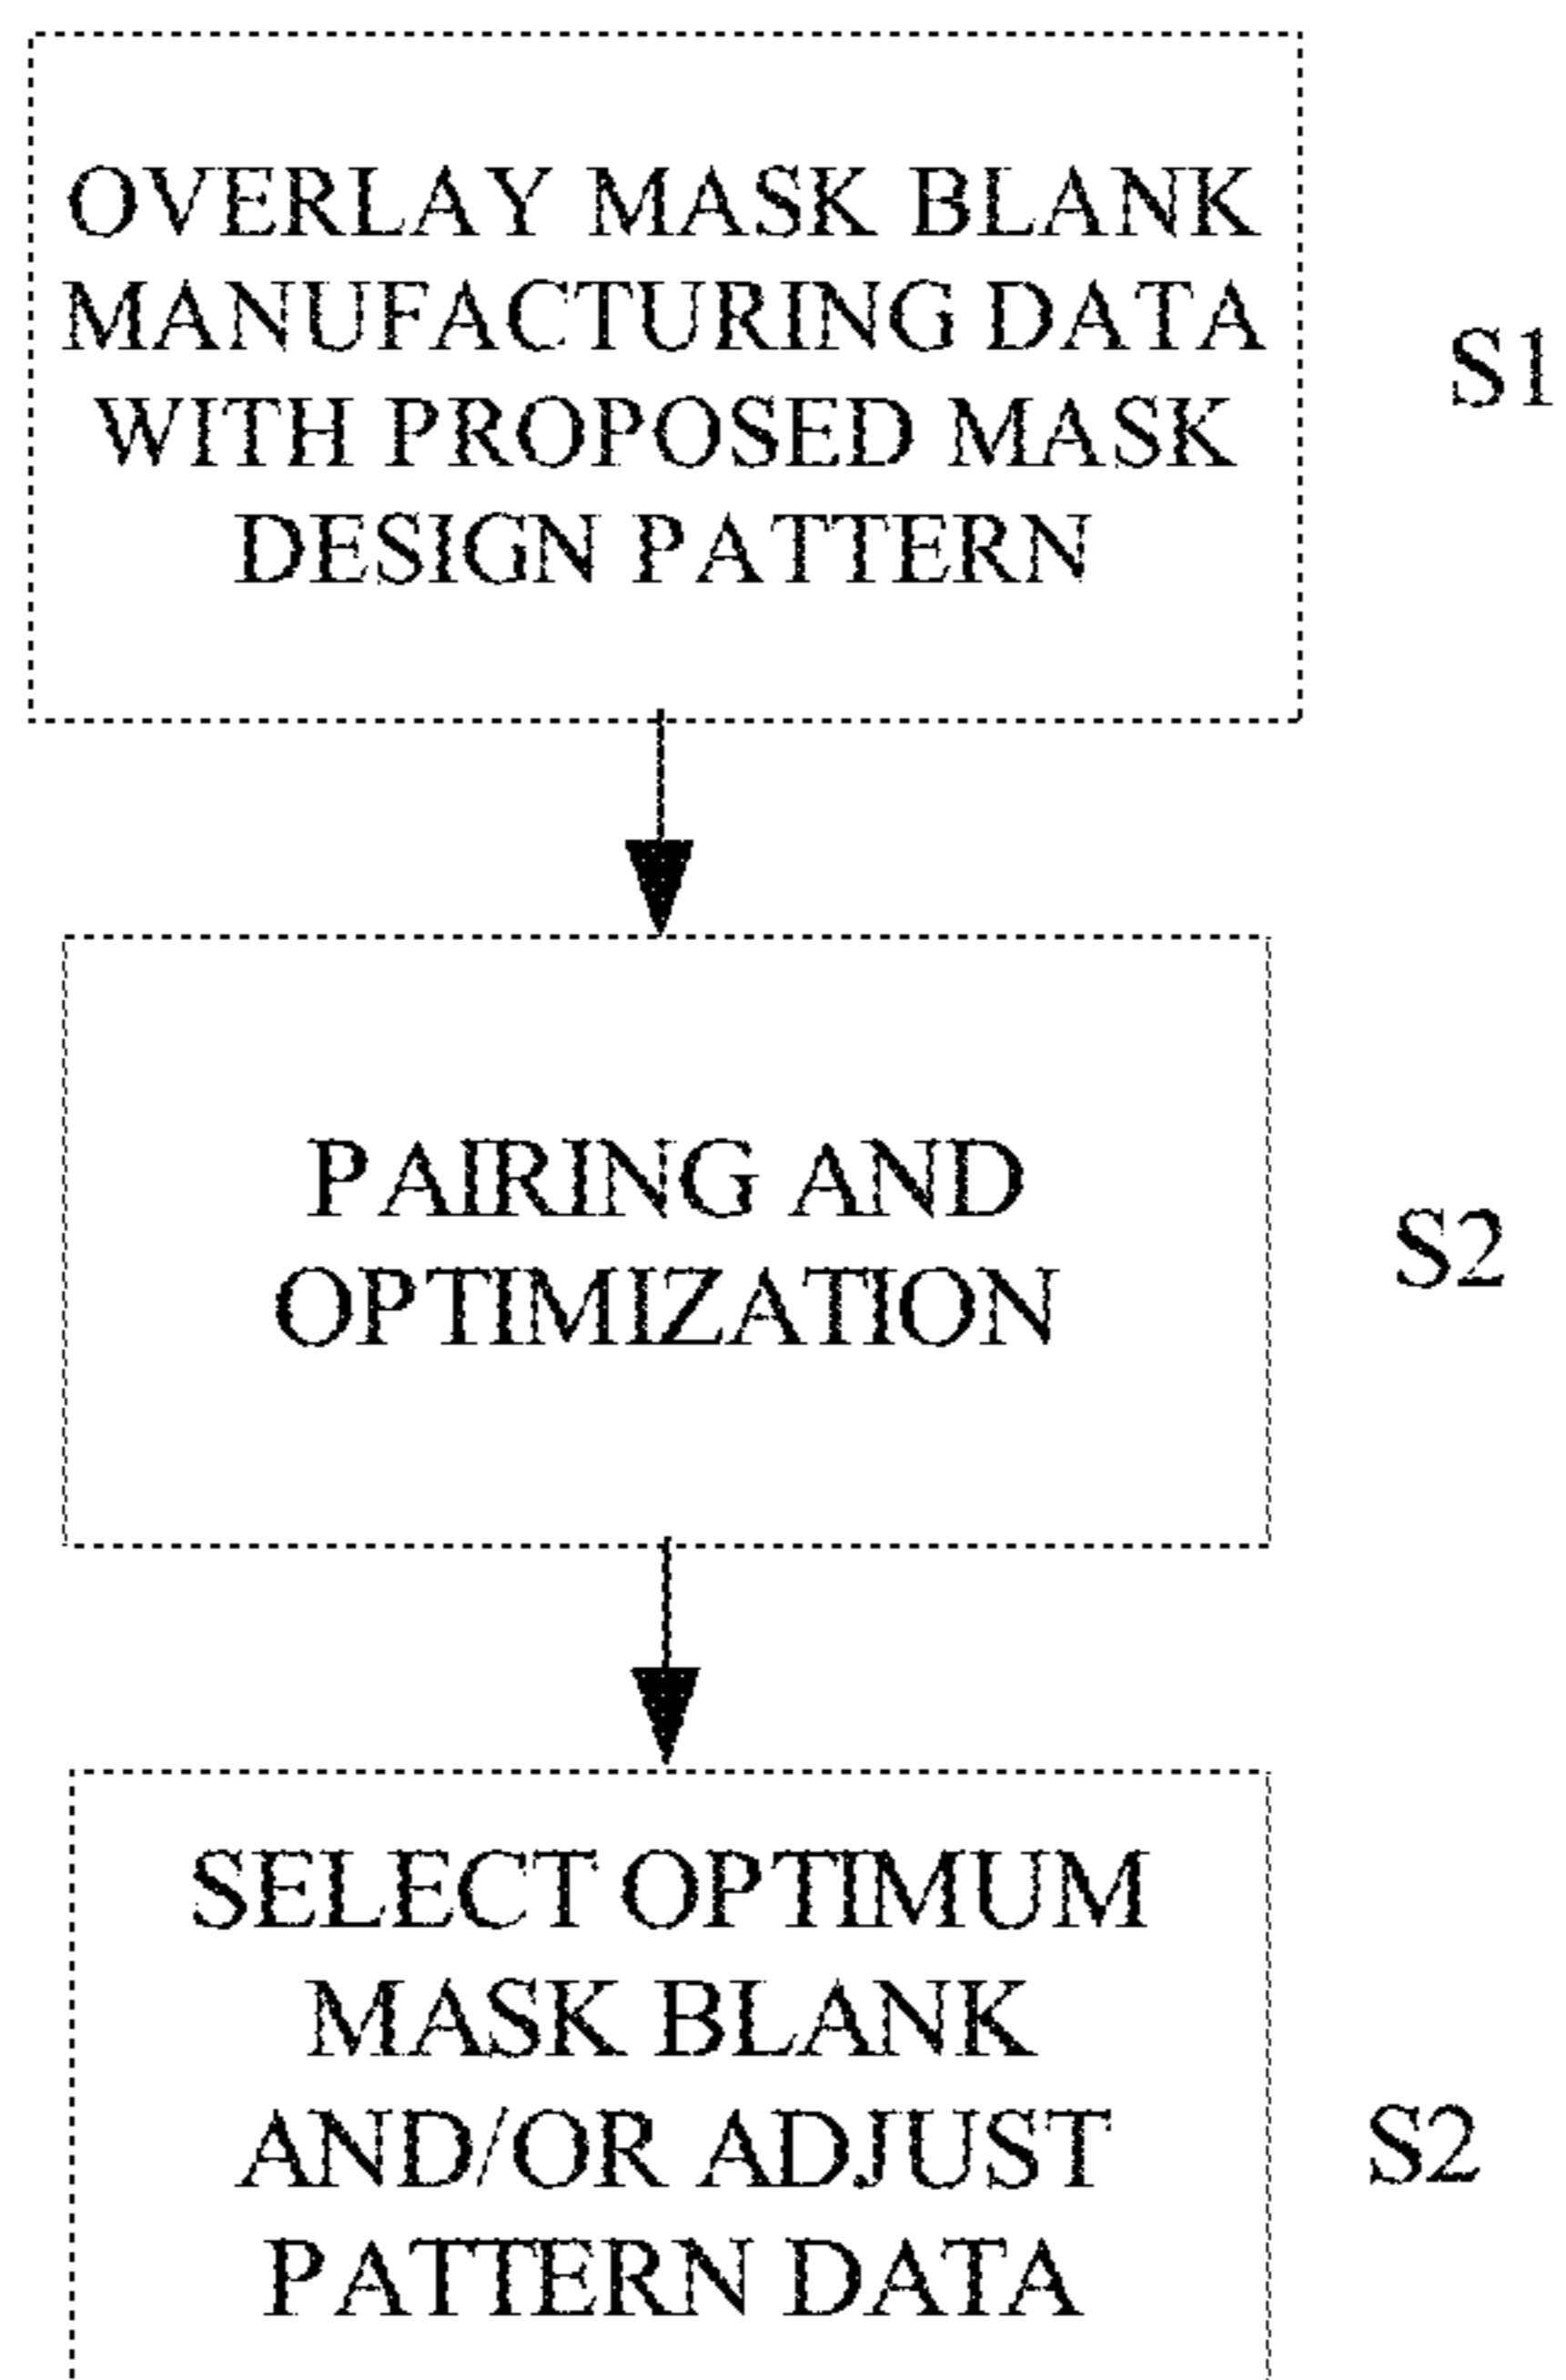 OVERLAY MASK BLANK
MANUFACTURING DATA
WITH PROPOSED MASK
DESIGN PATTERN
S1
PAIRING AND
OPTIMIZATION
S2
SELECT OPTIMUM
MASK BLANK
AND/OR ADJUST
PATTERN DATA
S2